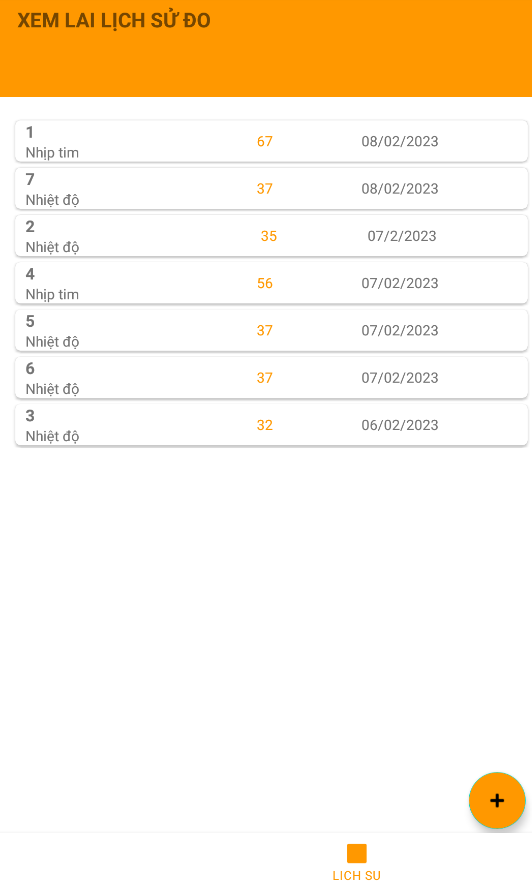 XEM LAI LỊCH SỬ ĐO
1
Nhịp tim
67
08/02/2023
7
Nhiệt độ
37
08/02/2023
2
Nhiệt độ
35
07/2/2023
4
Nhịp tim
56
07/02/2023
5
Nhiệt độ
37
07/02/2023
6
Nhiệt độ
37
07/02/2023
3
Nhiệt độ
32
06/02/2023
+
LICH SU